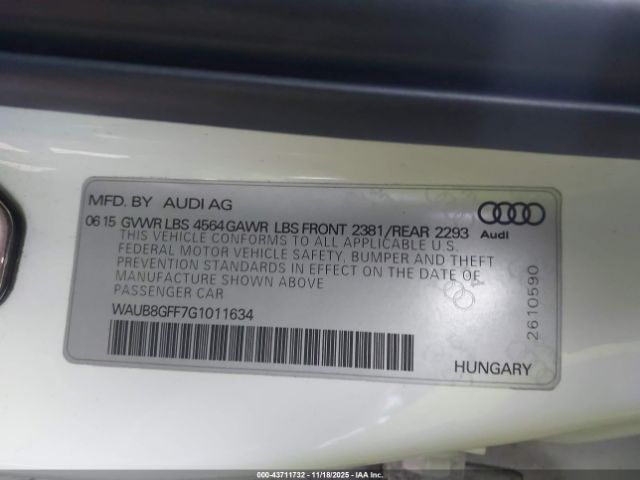 MFD. BY AUDI AG
06 15 GVWR LBS 4564 GAWR LBS FRONT 2381/REAR 2293
THIS VEHICLE CONFORMS TO ALL APPLICABLE U.S.
FEDERAL MOTOR VEHICLE SAFETY, BUMPER AND THEFT
PREVENTION STANDARDS IN EFFECT ON THE DATE OF
MANUFACTURE SHOWN ABOVE
PASSENGER CAR
WAUB8GFF7G1011634
HUNGARY
Audi
2610590
000-43711732 - 11/18/2025 - IAA Inc.